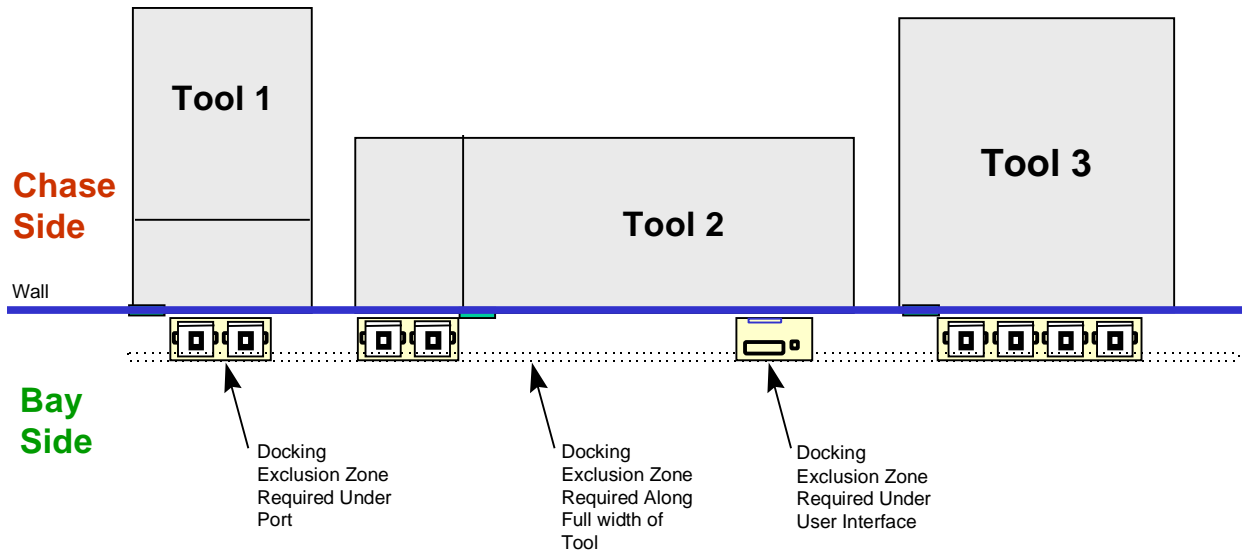 Tool 1
Tool 2
Tool 3
Chase
Side
Wall
Bay
Side
Docking
Exclusion Zone
Required Under
Port
Docking
Exclusion Zone
Required Along
Full width of
Tool
Docking
Exclusion Zone
Required Under
User Interface